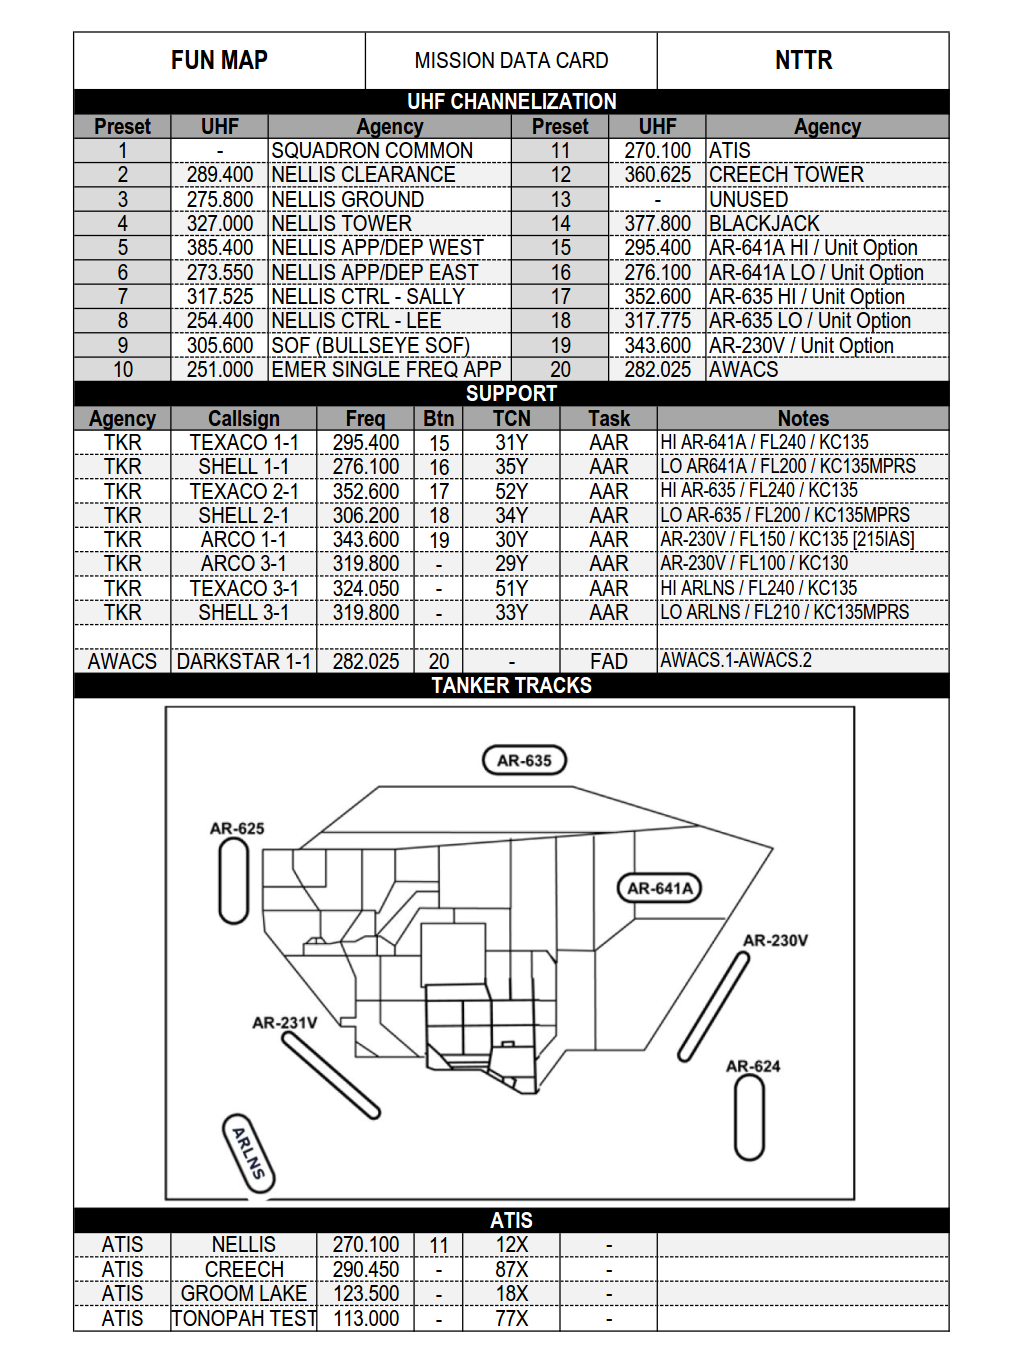 FUN MAP MISSION DATA CARD NTTR
UHF CHANNELIZATION
Preset UHF Agency Preset UHF Agency
1 - SQUADRON COMMON 11 270.100 ATIS
2 289.400 NELLIS CLEARANCE 12 360.625 CREECH TOWER
3 275.800 NELLIS GROUND 13 - UNUSED
4 327.000 NELLIS TOWER 14 377.800 BLACKJACK
5 385.400 NELLIS APP/DEP WEST 15 295.400 AR-641A HI / Unit Option
6 273.550 NELLIS APP/DEP EAST 16 276.100 AR-641A LO / Unit Option
7 317.525 NELLIS CTRL - SALLY 17 352.600 AR-635 HI / Unit Option
8 254.400 NELLIS CTRL - LEE 18 317.775 AR-635 LO / Unit Option
9 305.600 SOF (BULLSEYE SOF) 19 343.600 AR-230V / Unit Option
10 251.000 EMER SINGLE FREQ APP 20 282.025 AWACS
SUPPORT
Agency Callsign Freq Btn TCN Task Notes
TKR TEXACO 1-1 295.400 15 31Y AAR HI AR-641A / FL240 / KC135
TKR SHELL 1-1 276.100 16 35Y AAR LO AR641A / FL200 / KC135MPRS
TKR TEXACO 2-1 352.600 17 52Y AAR HI AR-635 / FL240 / KC135
TKR SHELL 2-1 306.200 18 34Y AAR LO AR-635 / FL200 / KC135MPRS
TKR ARCO 1-1 343.600 19 30Y AAR AR-230V / FL150 / KC135 [215IAS]
TKR ARCO 3-1 319.800 - 29Y AAR AR-230V / FL100 / KC130
TKR TEXACO 3-1 324.050 - 51Y AAR HI ARLNS / FL240 / KC135
TKR SHELL 3-1 319.800 - 33Y AAR LO ARLNS / FL210 / KC135MPRS
AWACS DARKSTAR 1-1 282.025 20 - FAD AWACS.1-AWACS.2
TANKER TRACKS
AR-635
AR-625
AR-641A
AR-230V
AR-231V
AR-624
ARLNS
ATIS
ATIS NELLIS 270.100 11 12X -
ATIS CREECH 290.450 - 87X -
ATIS GROOM LAKE 123.500 - 18X -
ATIS TONOPAH TEST 113.000 - 77X -